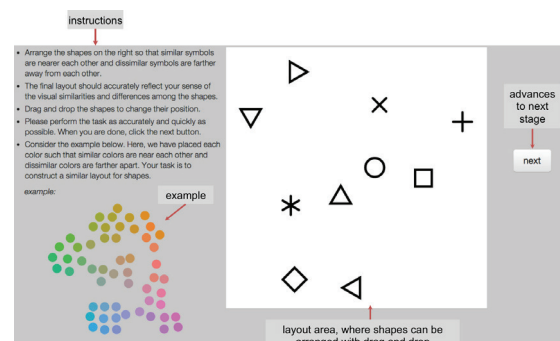 instructions
• Arrange the shapes on the right so that similar symbols
are nearer each other and dissimilar symbols are farther
away from each other.
• The final layout should accurately reflect your sense of
the visual similarities and differences among the shapes.
• Drag and drop the shapes to change their position.
• Please perform the task as accurately and quickly as
possible. When you are done, click the next button.
• Consider the example below. Here, we have placed each
color such that similar colors are near each other and
dissimilar colors are farther apart. Your task is to
construct a similar layout for shapes.
example:
example
advances
to next
stage
next
layout area, where shapes can be
arranged with drag and drop